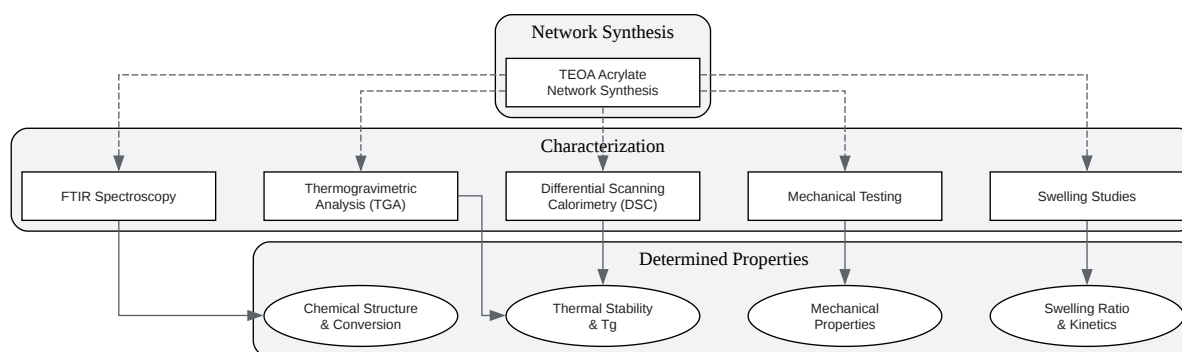 Network Synthesis
TEOA Acrylate
Network Synthesis
Characterization
FTIR Spectroscopy
Thermogravimetric
Analysis (TGA)
Differential Scanning
Calorimetry (DSC)
Mechanical Testing
Swelling Studies
Determined Properties
Chemical Structure
& Conversion
Thermal Stability
& Tg
Mechanical
Properties
Swelling Ratio
& Kinetics